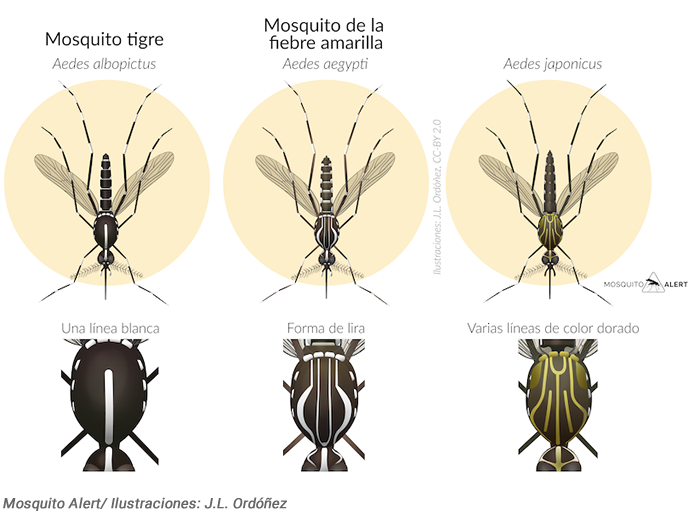 Mosquito tigre
Aedes albopictus
Mosquito de la
fiebre amarilla
Aedes aegypti
Aedes japonicus
Ilustraciones: J.L. Ordóñez, CC-BY 2.0
MOSQUITO ALERT
Una línea blanca
Forma de lira
Varias líneas de color dorado
Mosquito Alert/ Ilustraciones: J.L. Ordóñez